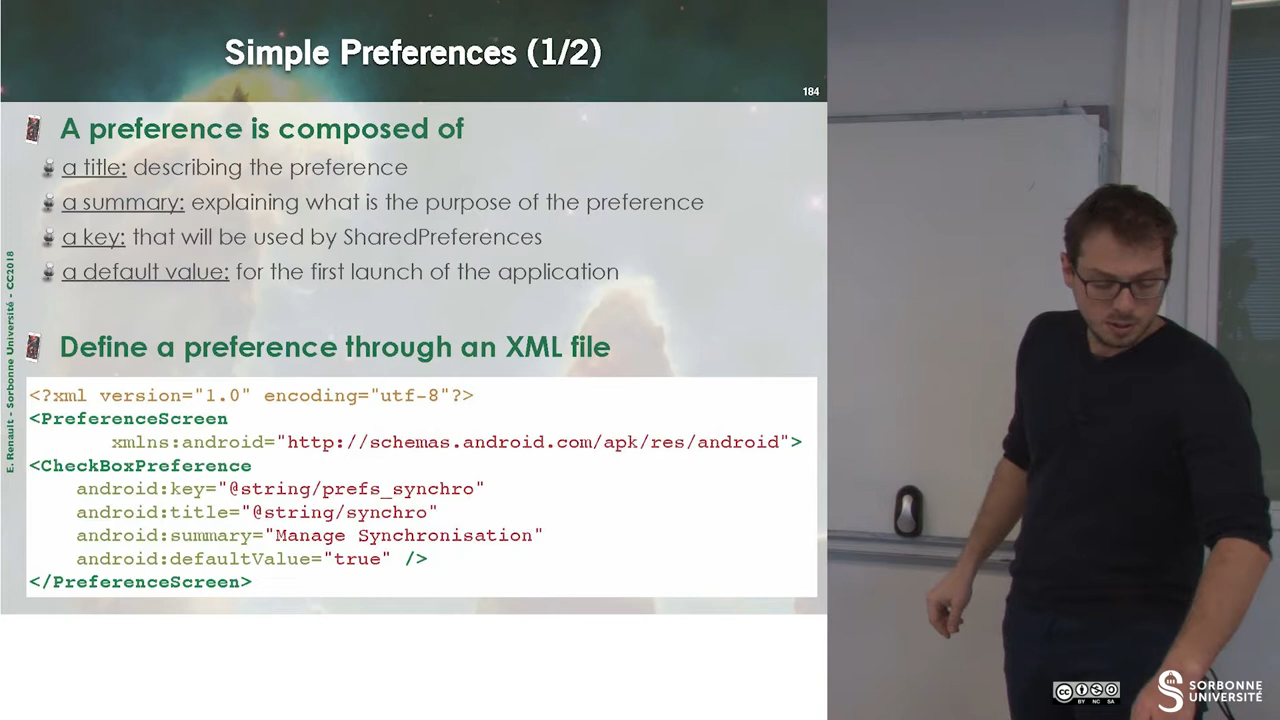 Simple Preferences (1/2)
184
A preference is composed of
a title: describing the preference
a summary: explaining what is the purpose of the preference
a key: that will be used by SharedPreferences
a default value: for the first launch of the application
Define a preference through an XML file
<?xml version="1.0" encoding="utf-8"?>
<PreferenceScreen
xmlns:android="http://schemas.android.com/apk/res/android">
<CheckBoxPreference
android:key="@string/prefs_synchro"
android:title="@string/synchro"
android:summary="Manage Synchronisation"
android:defaultValue="true" />
</PreferenceScreen>
E. Renault - Sorbonne Université - CC2018
cc
BY NC SA
SORBONNE
UNIVERSITÉ